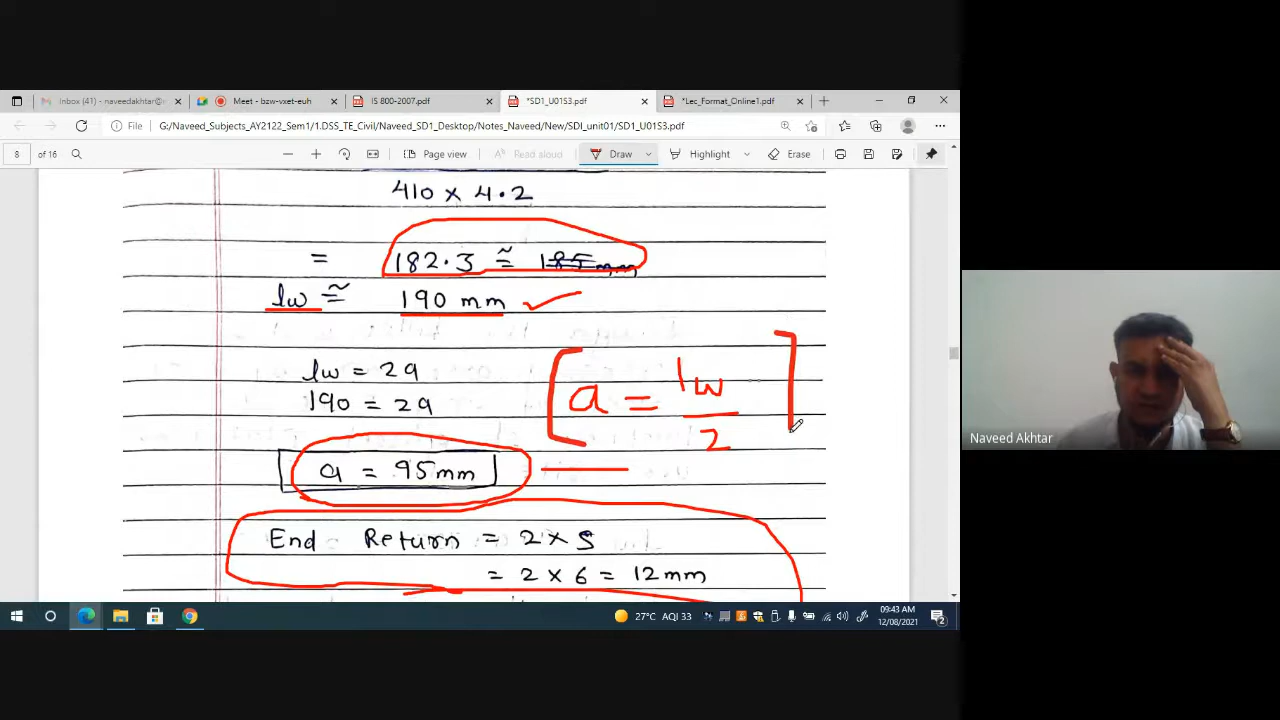 Inbox (41) - naveedakhtar@
Meet - bzw-vxet-euh
IS 800-2007.pdf
*SD1_U01S3.pdf
*Lec_Format_Online1.pdf
File G:/Naveed_Subjects_AY2122_Sem1/1.DSS_TE_Civil/Naveed_SD1_Desktop/Notes_Naveed/New/SDI_unit01/SD1_U01S3.pdf
8 of 16 Page view Read aloud Draw Highlight Erase
410 × 4.2
= 182.3 ≅ 185mm
lw ≅ 190 mm ✓
lw = 2a
190 = 2a
a = lw
2
a = 95mm
End Return = 2×S
= 2 × 6 = 12mm
Naveed Akhtar
27°C AQI 33
09:43 AM
12/08/2021
2